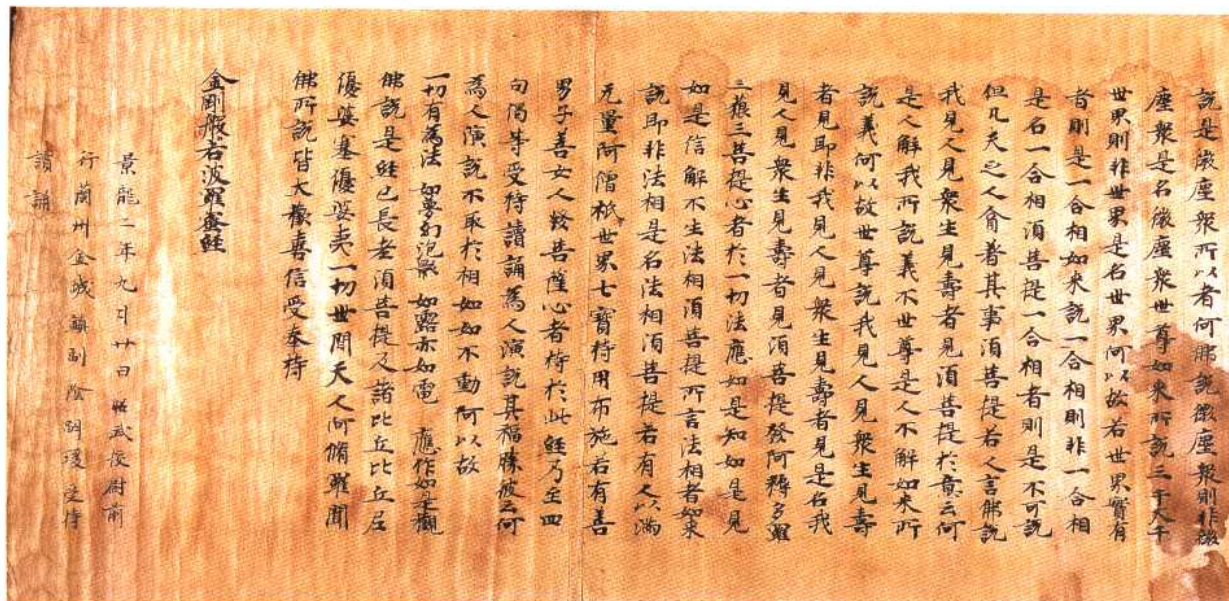 說是微塵衆所以者何佛說微塵衆則非微
塵衆是名微塵衆世尊如來所說三千大千
世界則非世界是名世界何以故若世界實有
者則是一合相如來說一合相則非一合相
是名一合相須菩提一合相者則是不可說
但凡夫之人貪著其事須菩提若人言佛說
我見人見衆生見壽者見須菩提於意云何
是人解我所說義不世尊是人不解如來所
說義何以故世尊說我見人見衆生見壽
者見即非我見人見衆生見壽者見是名我
見人見衆生見壽者見須菩提發阿耨多羅
三藐三菩提心者於一切法應如是知如是見
如是信解不生法相須菩提所言法相者如來
說即非法相是名法相須菩提若有人以滿
无量阿僧祇世界七寶持用布施若有善
男子善女人發菩薩心者持於此經乃至四
句偈等受持讀誦為人演說其福勝彼云何
為人演說不取於相如如不動何以故
一切有為法 如夢幻泡影 如露亦如電 應作如是觀
佛說是經已長老須菩提及諸比丘比丘尼
優婆塞優婆夷一切世間天人阿脩羅聞
佛所說皆大歡喜信受奉持
金剛般若波羅蜜經
景龍二年九月廿日 昭武校尉前
行蘭州金城鎮副陰嗣瑗受持
讀誦